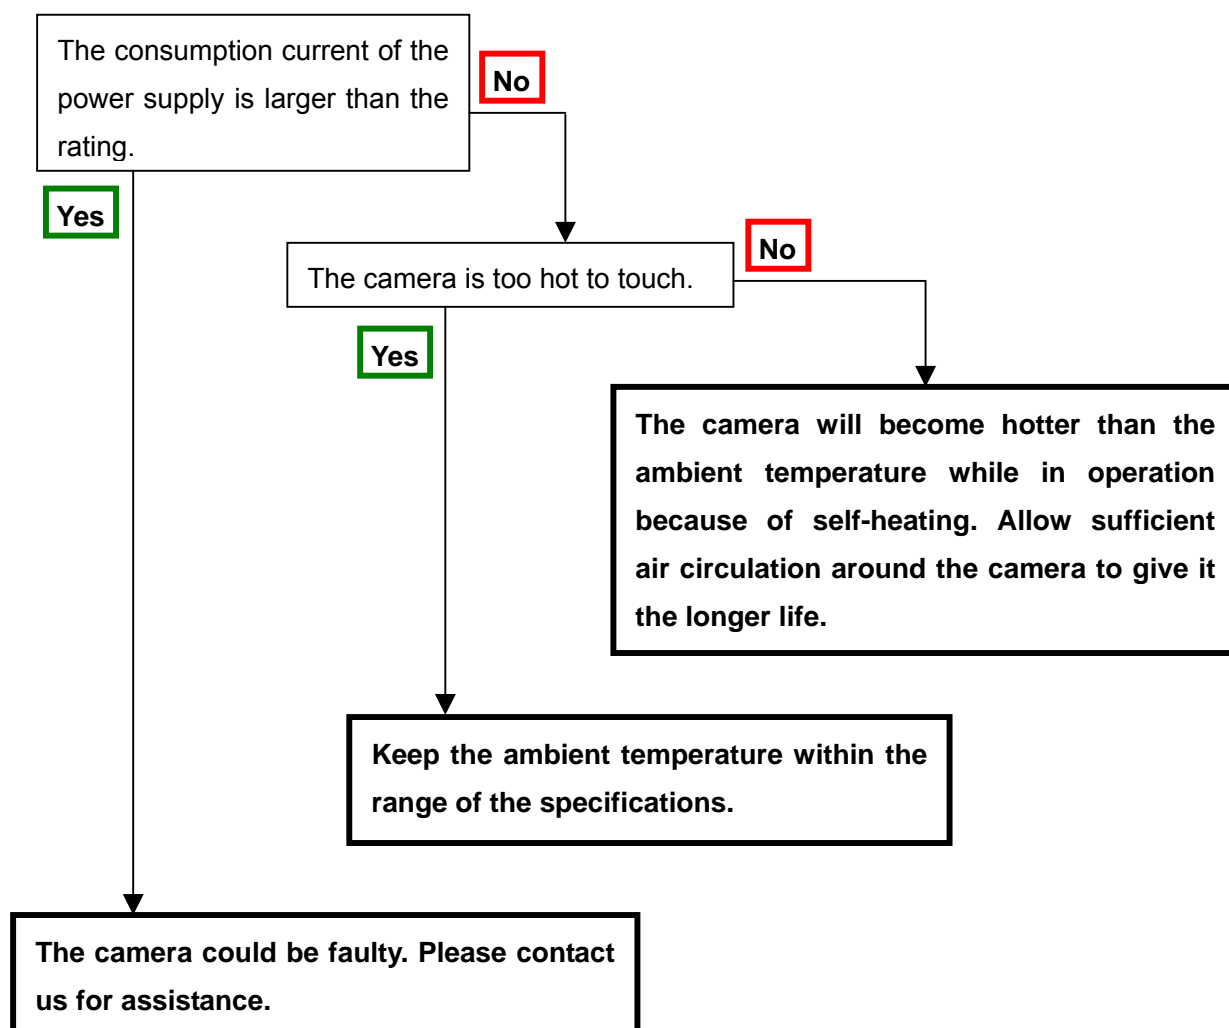 The consumption current of the
power supply is larger than the
rating.
No
Yes
The camera is too hot to touch.
No
Yes
The camera will become hotter than the
ambient temperature while in operation
because of self-heating. Allow sufficient
air circulation around the camera to give it
the longer life.
Keep the ambient temperature within the
range of the specifications.
The camera could be faulty. Please contact
us for assistance.